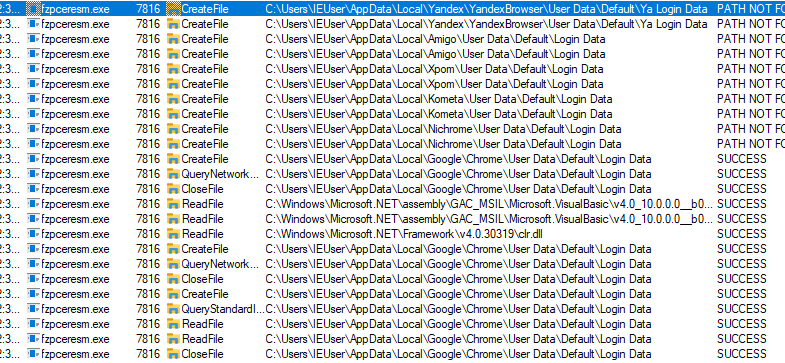 2:3... fzpceresm.exe 7816 CreateFile C:\Users\IEUser\AppData\Local\Yandex\YandexBrowser\User Data\Default\Ya Login Data PATH NOT FO
2:3... fzpceresm.exe 7816 CreateFile C:\Users\IEUser\AppData\Local\Yandex\YandexBrowser\User Data\Default\Ya Login Data PATH NOT FO
2:3... fzpceresm.exe 7816 CreateFile C:\Users\IEUser\AppData\Local\Amigo\User Data\Default\Login Data PATH NOT FO
2:3... fzpceresm.exe 7816 CreateFile C:\Users\IEUser\AppData\Local\Amigo\User Data\Default\Login Data PATH NOT FO
2:3... fzpceresm.exe 7816 CreateFile C:\Users\IEUser\AppData\Local\Xpom\User Data\Default\Login Data PATH NOT FO
2:3... fzpceresm.exe 7816 CreateFile C:\Users\IEUser\AppData\Local\Xpom\User Data\Default\Login Data PATH NOT FO
2:3... fzpceresm.exe 7816 CreateFile C:\Users\IEUser\AppData\Local\Kometa\User Data\Default\Login Data PATH NOT FO
2:3... fzpceresm.exe 7816 CreateFile C:\Users\IEUser\AppData\Local\Kometa\User Data\Default\Login Data PATH NOT FO
2:3... fzpceresm.exe 7816 CreateFile C:\Users\IEUser\AppData\Local\Nichrome\User Data\Default\Login Data PATH NOT FO
2:3... fzpceresm.exe 7816 CreateFile C:\Users\IEUser\AppData\Local\Nichrome\User Data\Default\Login Data PATH NOT FO
2:3... fzpceresm.exe 7816 CreateFile C:\Users\IEUser\AppData\Local\Google\Chrome\User Data\Default\Login Data SUCCESS
2:3... fzpceresm.exe 7816 QueryNetwork... C:\Users\IEUser\AppData\Local\Google\Chrome\User Data\Default\Login Data SUCCESS
2:3... fzpceresm.exe 7816 CloseFile C:\Users\IEUser\AppData\Local\Google\Chrome\User Data\Default\Login Data SUCCESS
2:3... fzpceresm.exe 7816 ReadFile C:\Windows\Microsoft.NET\assembly\GAC_MSIL\Microsoft.VisualBasic\v4.0_10.0.0.0__b0... SUCCESS
2:3... fzpceresm.exe 7816 ReadFile C:\Windows\Microsoft.NET\assembly\GAC_MSIL\Microsoft.VisualBasic\v4.0_10.0.0.0__b0... SUCCESS
2:3... fzpceresm.exe 7816 ReadFile C:\Windows\Microsoft.NET\Framework\v4.0.30319\clr.dll SUCCESS
2:3... fzpceresm.exe 7816 CreateFile C:\Users\IEUser\AppData\Local\Google\Chrome\User Data\Default\Login Data SUCCESS
2:3... fzpceresm.exe 7816 QueryNetwork... C:\Users\IEUser\AppData\Local\Google\Chrome\User Data\Default\Login Data SUCCESS
2:3... fzpceresm.exe 7816 CloseFile C:\Users\IEUser\AppData\Local\Google\Chrome\User Data\Default\Login Data SUCCESS
2:3... fzpceresm.exe 7816 CreateFile C:\Users\IEUser\AppData\Local\Google\Chrome\User Data\Default\Login Data SUCCESS
2:3... fzpceresm.exe 7816 QueryStandardI... C:\Users\IEUser\AppData\Local\Google\Chrome\User Data\Default\Login Data SUCCESS
2:3... fzpceresm.exe 7816 ReadFile C:\Users\IEUser\AppData\Local\Google\Chrome\User Data\Default\Login Data SUCCESS
2:3... fzpceresm.exe 7816 ReadFile C:\Users\IEUser\AppData\Local\Google\Chrome\User Data\Default\Login Data SUCCESS
2:3... fzpceresm.exe 7816 CloseFile C:\Users\IEUser\AppData\Local\Google\Chrome\User Data\Default\Login Data SUCCESS